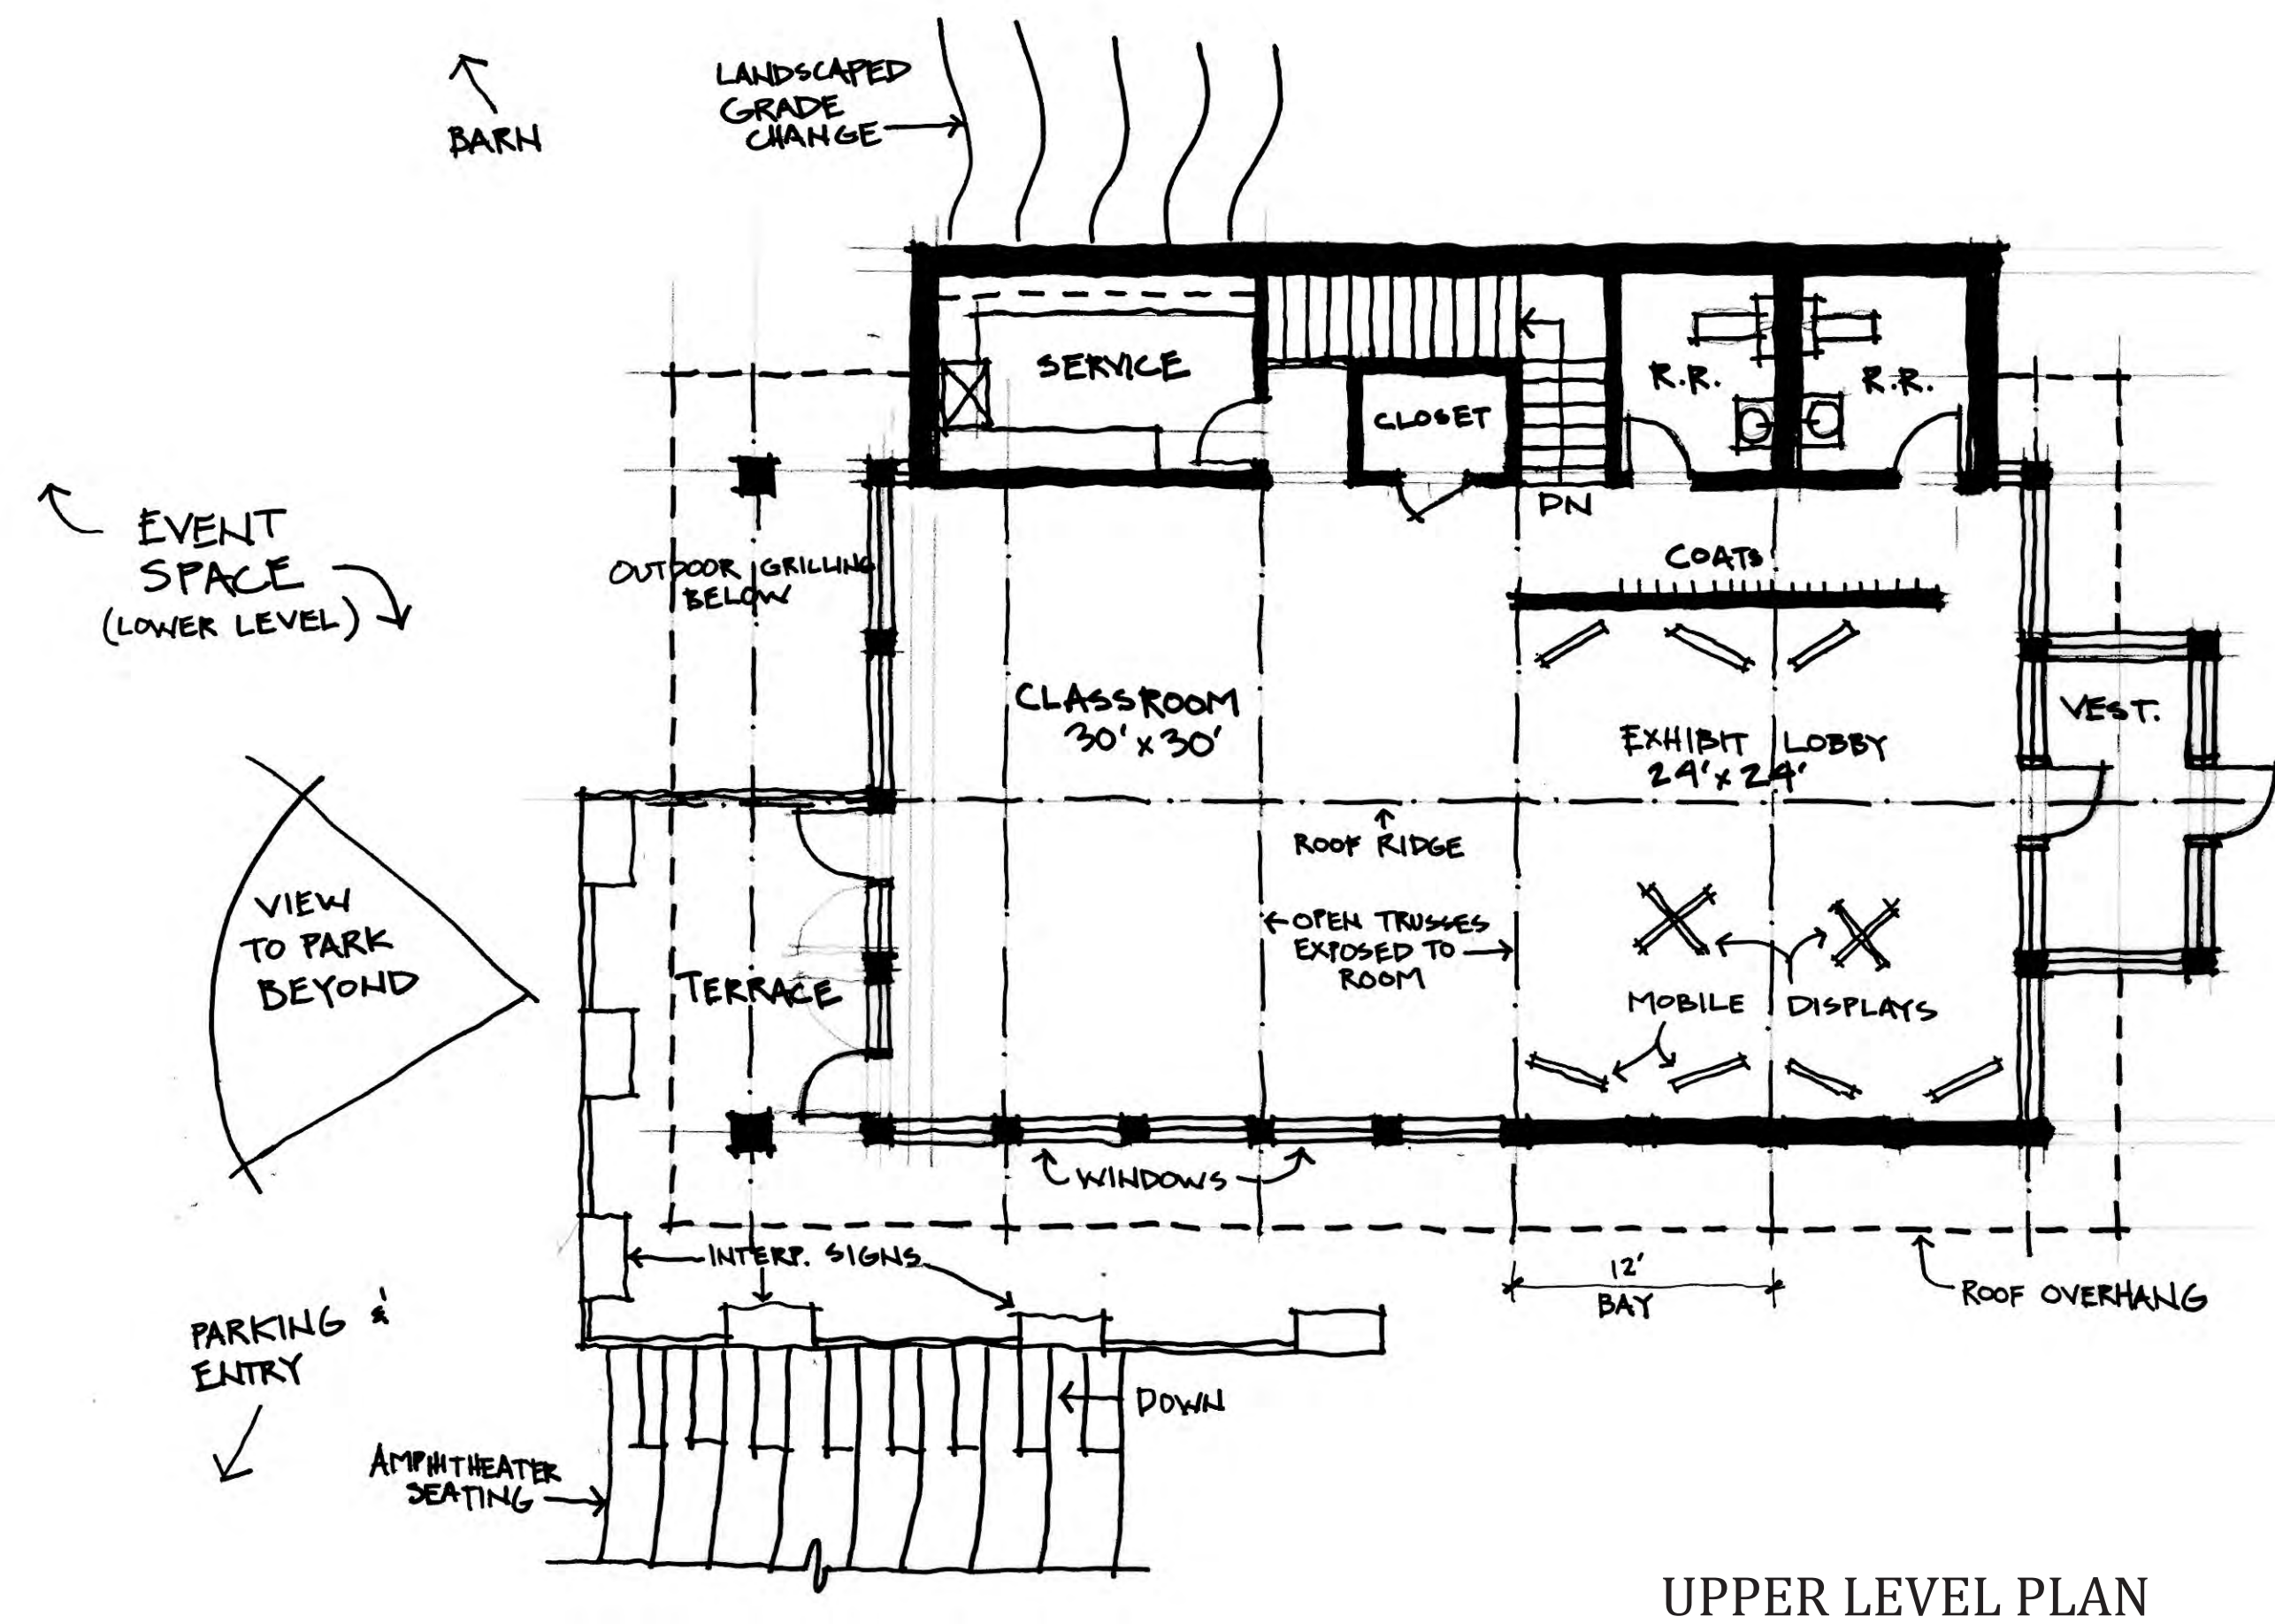 BARN
LANDSCAPED
GRADE
CHANGE
SERVICE
CLOSET
R.R.
R.R.
DN
COATS
EVENT
SPACE
(LOWER LEVEL)
OUTDOOR GRILLING
BELOW
CLASSROOM
30' x 30'
EXHIBIT LOBBY
24' x 24'
VEST.
ROOF RIDGE
VIEW
TO PARK
BEYOND
TERRACE
OPEN TRUSSES
EXPOSED TO
ROOM
MOBILE DISPLAYS
WINDOWS
INTERP. SIGNS
12'
BAY
ROOF OVERHANG
PARKING &
ENTRY
DOWN
AMPHITHEATER
SEATING
UPPER LEVEL PLAN